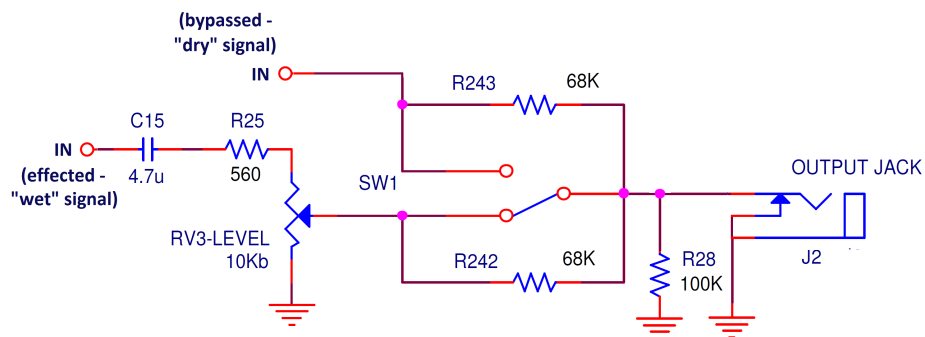 (bypassed -
"dry" signal)
IN
R243
68K
C15
R25
IN
4.7u
560
(effected -
"wet" signal)
SW1
OUTPUT JACK
RV3-LEVEL
10Kb
R242
68K
R28
100K
J2